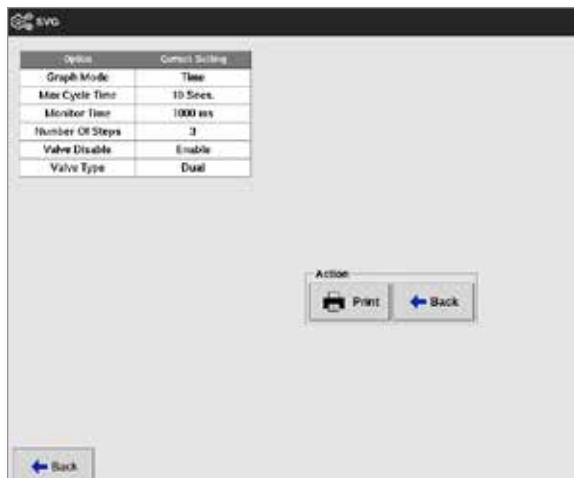 SVG
Option Current Setting
Graph Mode Time
Max Cycle Time 10 Secs.
Monitor Time 1000 ms
Number Of Steps 3
Valve Disable Enable
Valve Type Dual
Action
Print Back
Back